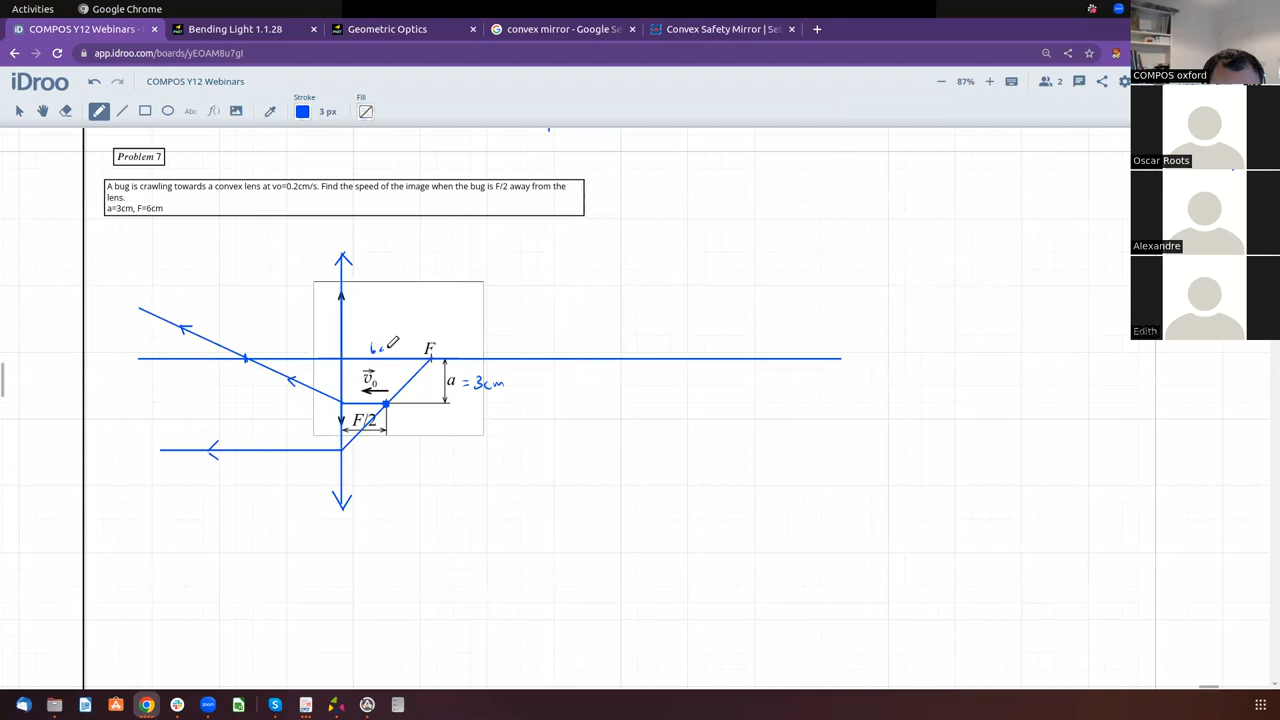 Activities
Google Chrome
COMPOS Y12 Webinars - I
Bending Light 1.1.28
Geometric Optics
convex mirror - Google Se
Convex Safety Mirror | Se
app.idroo.com/boards/yEOAM8u7gI
iDroo
COMPOS Y12 Webinars
87%
2
Stroke
Fill
Abc
f()
3 px
COMPOS oxford
Oscar Roots
Alexandre
Edith
Problem 7
A bug is crawling towards a convex lens at vo=0.2cm/s. Find the speed of the image when the bug is F/2 away from the
lens.
a=3cm, F=6cm
F
v0
a = 3cm
F/2
zoom